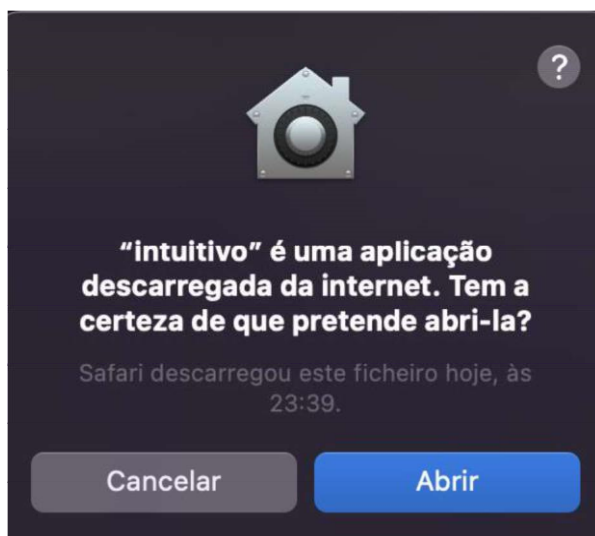 ?
“intuitivo” é uma aplicação
descarregada da internet. Tem a
certeza de que pretende abri-la?
Safari descarregou este ficheiro hoje, às
23:39.
Cancelar
Abrir